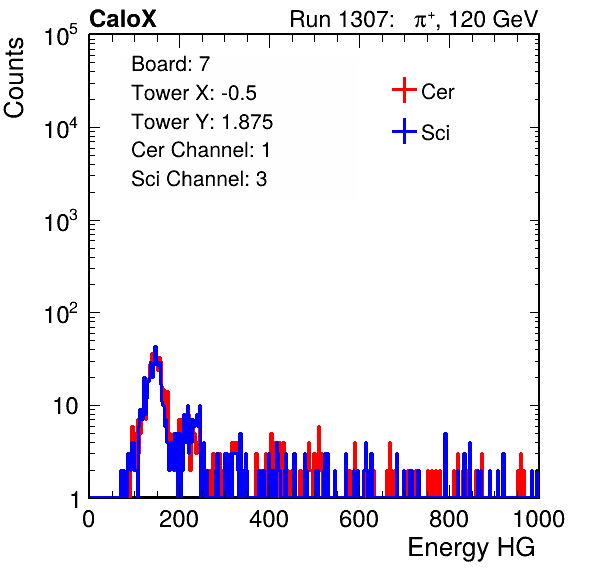 CaloX Run 1307: π⁺, 120 GeV
Counts
10⁵
10⁴
10³
10²
10
1
Board: 7
Tower X: -0.5
Tower Y: 1.875
Cer Channel: 1
Sci Channel: 3
Cer
Sci
0 200 400 600 800 1000
Energy HG